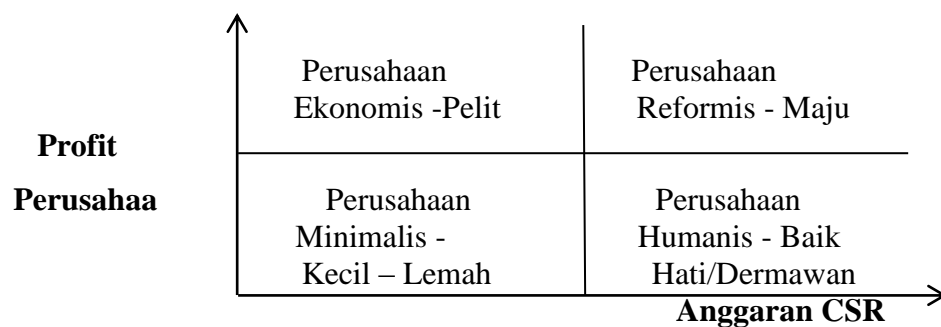 Perusahaan
Ekonomis -Pelit
Perusahaan
Reformis - Maju
Profit
Perusahaa
Perusahaan
Minimalis -
Kecil – Lemah
Perusahaan
Humanis - Baik
Hati/Dermawan
Anggaran CSR